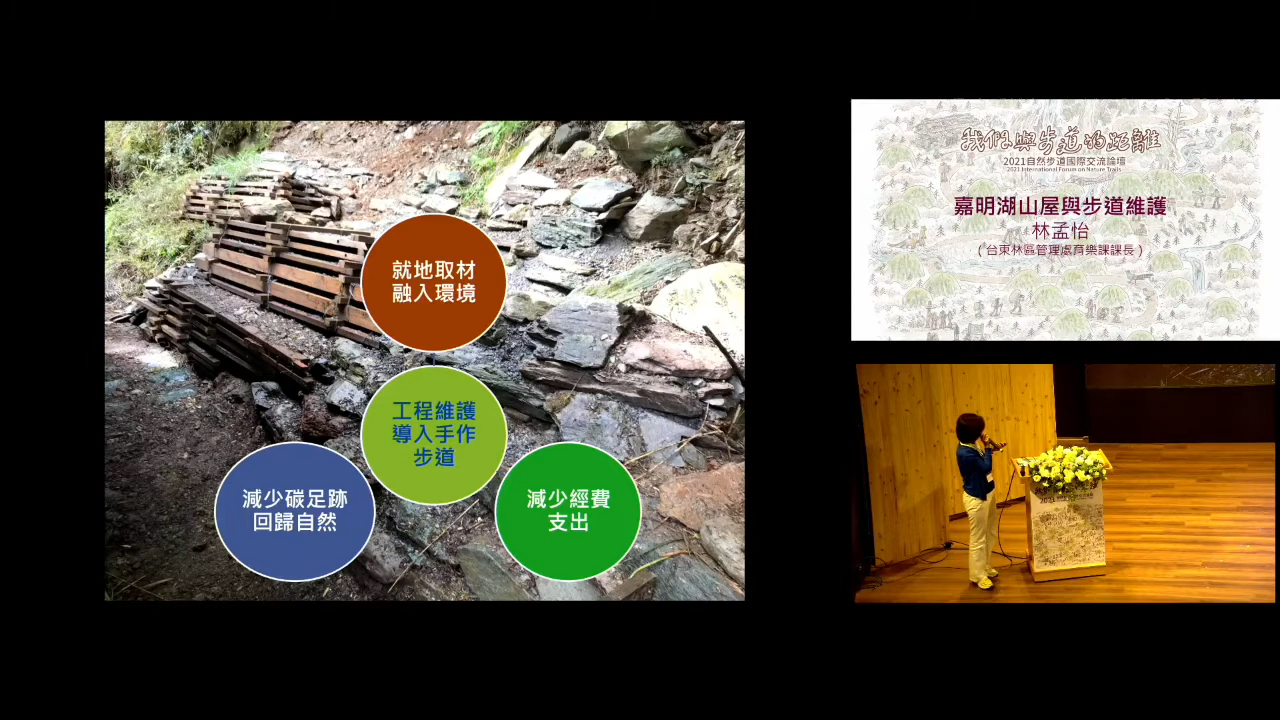 就地取材
融入環境
工程維護
導入手作
步道
減少碳足跡
回歸自然
減少經費
支出
我們與步道的距離
2021自然步道國際交流論壇
2021 International Forum on Nature Trails
嘉明湖山屋與步道維護
林孟怡
(台東林區管理處育樂課課長)